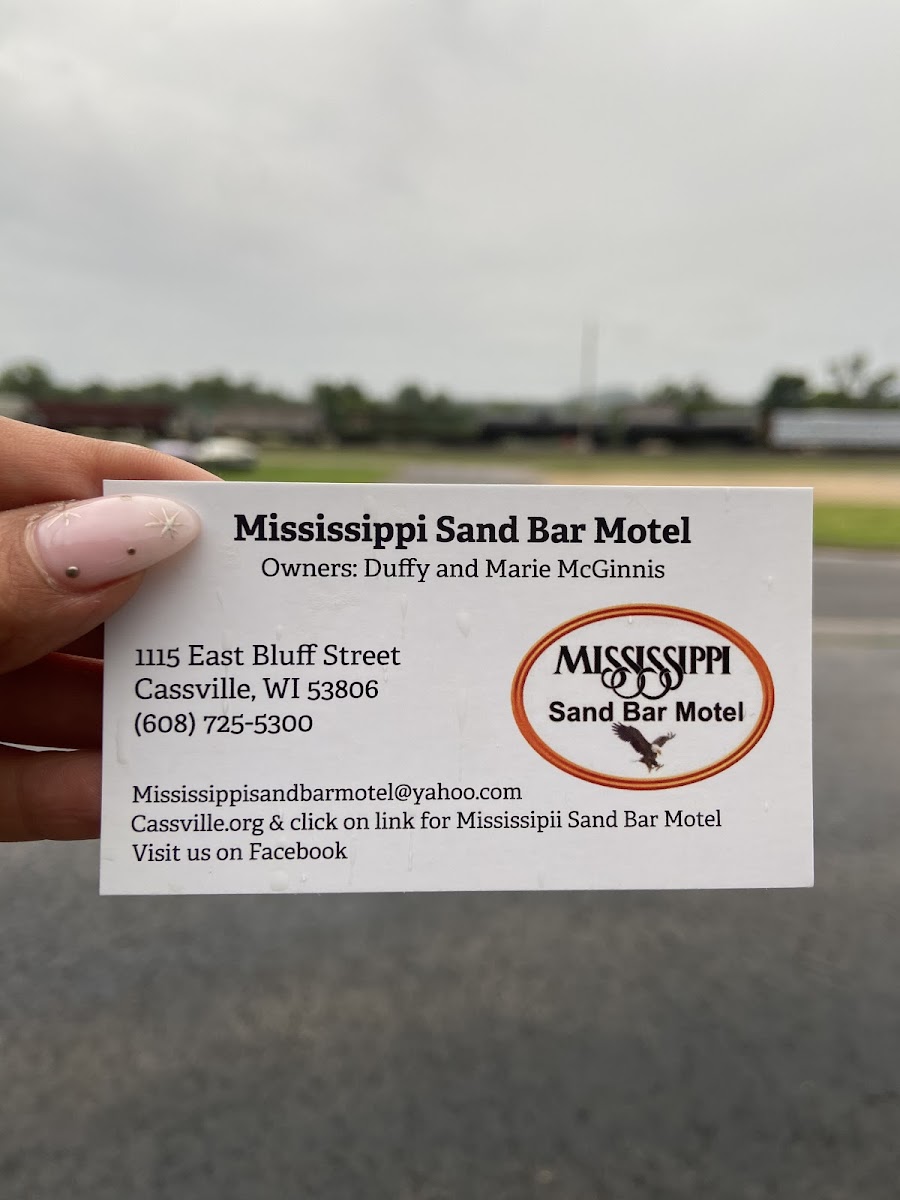 Mississippi Sand Bar Motel
Owners: Duffy and Marie McGinnis
1115 East Bluff Street
Cassville, WI 53806
(608) 725-5300
MISSISSIPPI
Sand Bar Motel
Mississippisandbarmotel@yahoo.com
Cassville.org & click on link for Mississipii Sand Bar Motel
Visit us on Facebook